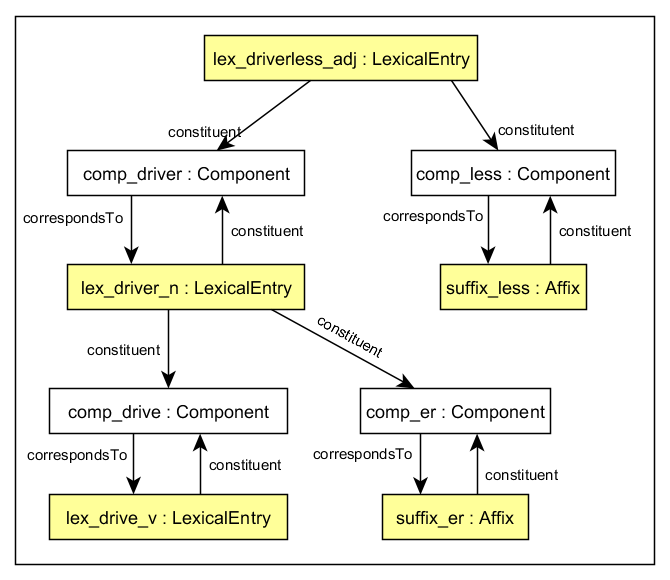 lex_driverless_adj : LexicalEntry
constituent
constitutent
comp_driver : Component
comp_less : Component
correspondsTo
constituent
correspondsTo
constituent
lex_driver_n : LexicalEntry
suffix_less : Affix
constituent
constituent
comp_drive : Component
comp_er : Component
correspondsTo
constituent
correspondsTo
constituent
lex_drive_v : LexicalEntry
suffix_er : Affix